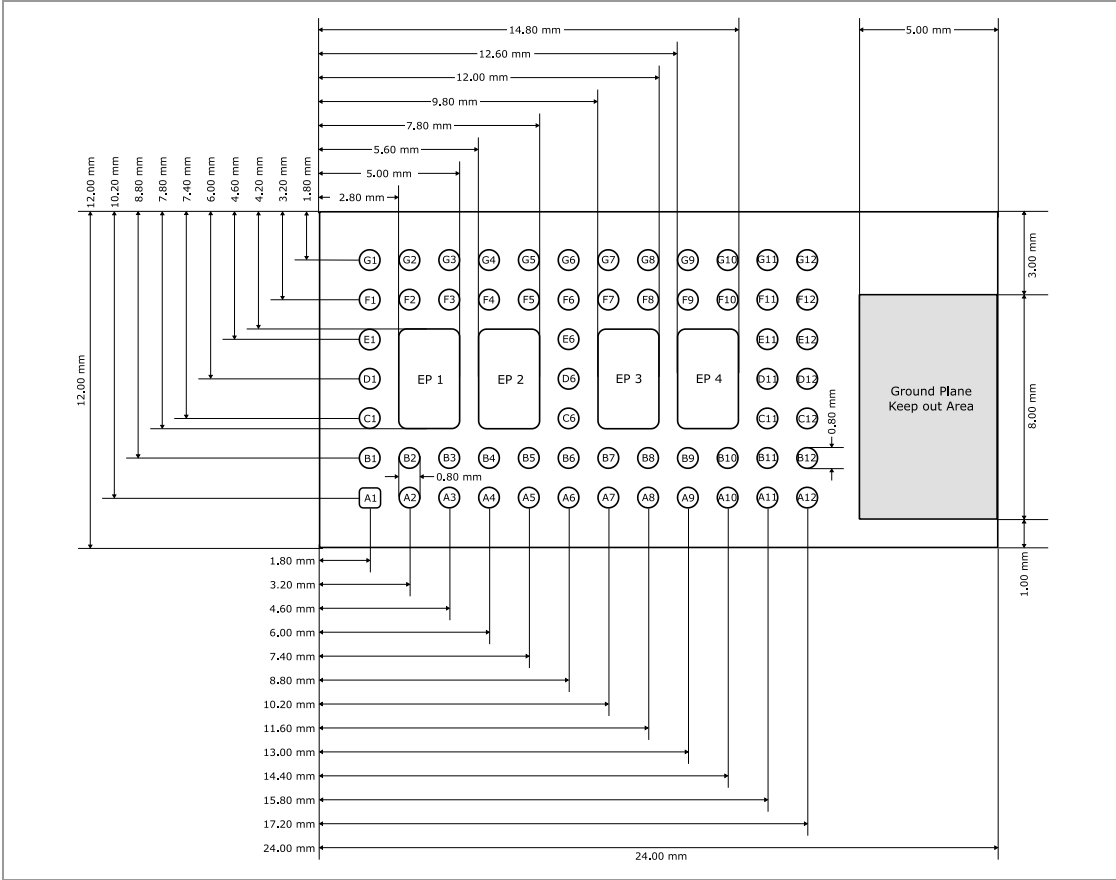 14.80 mm
5.00 mm
12.60 mm
12.00 mm
9.80 mm
7.80 mm
5.60 mm
5.00 mm
2.80 mm
12.00 mm
10.20 mm
8.80 mm
7.80 mm
7.40 mm
6.00 mm
4.60 mm
4.20 mm
3.20 mm
1.80 mm
G1 G2 G3 G4 G5 G6 G7 G8 G9 G10 G11 G12
3.00 mm
F1 F2 F3 F4 F5 F6 F7 F8 F9 F10 F11 F12
E1 E6 E11 E12
D1 EP 1 EP 2 D6 EP 3 EP 4 D11 D12
12.00 mm
Ground Plane
Keep out Area
8.00 mm
0.80 mm
C1 C6 C11 C12
B1 B2 B3 B4 B5 B6 B7 B8 B9 B10 B11 B12
0.80 mm
A1 A2 A3 A4 A5 A6 A7 A8 A9 A10 A11 A12
1.00 mm
1.80 mm
3.20 mm
4.60 mm
6.00 mm
7.40 mm
8.80 mm
10.20 mm
11.60 mm
13.00 mm
14.40 mm
15.80 mm
17.20 mm
24.00 mm
24.00 mm